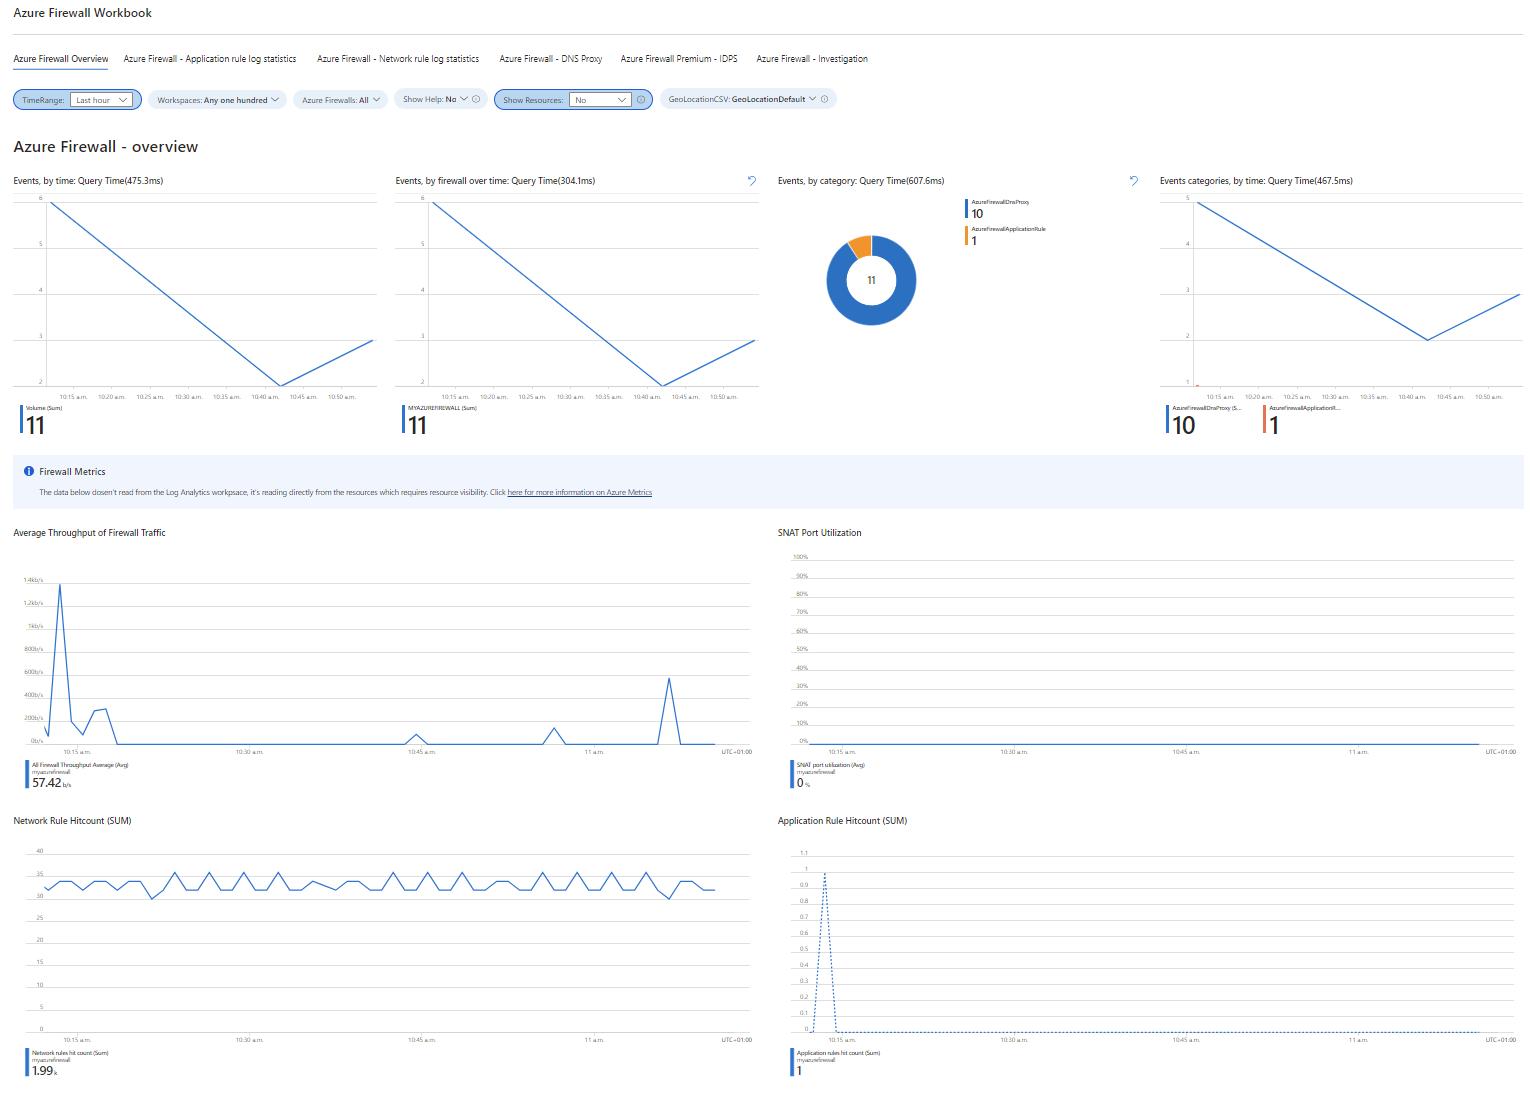 Azure Firewall Workbook
Azure Firewall Overview Azure Firewall - Application rule log statistics Azure Firewall - Network rule log statistics Azure Firewall - DNS Proxy Azure Firewall Premium - IDPS Azure Firewall - Investigation
TimeRange: Last hour Workspaces: Any one hundred Azure Firewalls: All Show Help: No Show Resources: No GeoLocationCSV: GeoLocationDefault
Azure Firewall - overview
Events, by time: Query Time(475.3ms)
6
5
4
3
2
10:15 a.m. 10:20 a.m. 10:25 a.m. 10:30 a.m. 10:35 a.m. 10:40 a.m. 10:45 a.m. 10:50 a.m.
Volume (Sum)
11
Events, by firewall over time: Query Time(304.1ms)
6
5
4
3
2
10:15 a.m. 10:20 a.m. 10:25 a.m. 10:30 a.m. 10:35 a.m. 10:40 a.m. 10:45 a.m. 10:50 a.m.
MYAZUREFIREWALL (Sum)
11
Events, by category: Query Time(607.6ms)
11
AzureFirewallDnsProxy
10
AzureFirewallApplicationRule
1
Events categories, by time: Query Time(467.5ms)
5
4
3
2
1
10:15 a.m. 10:20 a.m. 10:25 a.m. 10:30 a.m. 10:35 a.m. 10:40 a.m. 10:45 a.m. 10:50 a.m.
AzureFirewallDnsProxy (S... AzureFirewallApplicationR...
10 1
Firewall Metrics
The data below dosen't read from the Log Analytics workpsace, it's reading directly from the resources which requires resource visibility. Click here for more information on Azure Metrics
Average Throughput of Firewall Traffic
1.4kb/s
1.2kb/s
1kb/s
800b/s
600b/s
400b/s
200b/s
0b/s
10:15 a.m. 10:30 a.m. 10:45 a.m. 11 a.m. UTC+01:00
All Firewall Throughput Average (Avg)
myazurefirewall
57.42 b/s
SNAT Port Utilization
100%
90%
80%
70%
60%
50%
40%
30%
20%
10%
0%
10:15 a.m. 10:30 a.m. 10:45 a.m. 11 a.m. UTC+01:00
SNAT port utilization (Avg)
myazurefirewall
0 %
Network Rule Hitcount (SUM)
40
35
30
25
20
15
10
5
0
10:15 a.m. 10:30 a.m. 10:45 a.m. 11 a.m. UTC+01:00
Network rules hit count (Sum)
myazurefirewall
1.99 k
Application Rule Hitcount (SUM)
1.1
1
0.9
0.8
0.7
0.6
0.5
0.4
0.3
0.2
0.1
0
10:15 a.m. 10:30 a.m. 10:45 a.m. 11 a.m. UTC+01:00
Application rules hit count (Sum)
myazurefirewall
1